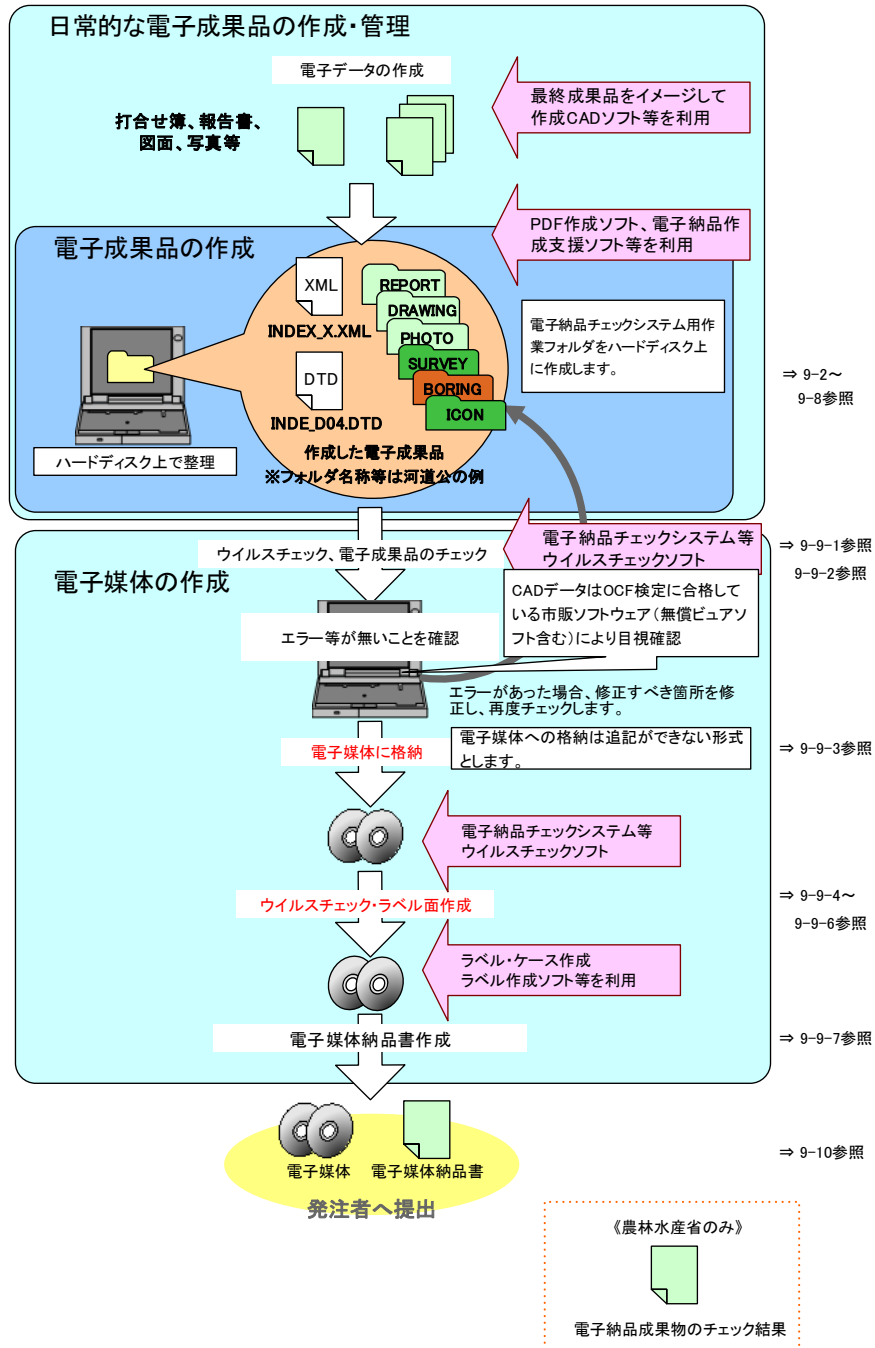 日常的な電子成果品の作成・管理
電子データの作成
打合せ簿、報告書、
図面、写真等
最終成果品をイメージして
作成CADソフト等を利用
PDF作成ソフト、電子納品作
成支援ソフト等を利用
電子成果品の作成
XML
INDEX_X.XML
DTD
INDE_D04.DTD
REPORT
DRAWING
PHOTO
SURVEY
BORING
ICON
作成した電子成果品
※フォルダ名称等は河道公の例
ハードディスク上で整理
電子納品チェックシステム用作
業フォルダをハードディスク上
に作成します。
⇒ 9-2～
9-8参照
電子媒体の作成
ウイルスチェック、電子成果品のチェック
電子納品チェックシステム等
ウイルスチェックソフト
⇒ 9-9-1参照
9-9-2参照
CADデータはOCF検定に合格して
いる市販ソフトウェア（無償ビュアソ
フト含む）により目視確認
エラー等が無いことを確認
エラーがあった場合、修正すべき箇所を修
正し、再度チェックします。
電子媒体に格納
電子媒体への格納は追記ができない形式
とします。
⇒ 9-9-3参照
電子納品チェックシステム等
ウイルスチェックソフト
ウイルスチェック・ラベル面作成
⇒ 9-9-4～
9-9-6参照
ラベル・ケース作成
ラベル作成ソフト等を利用
電子媒体納品書作成
⇒ 9-9-7参照
電子媒体
電子媒体納品書
発注者へ提出
⇒ 9-10参照
《農林水産省のみ》
電子納品成果物のチェック結果